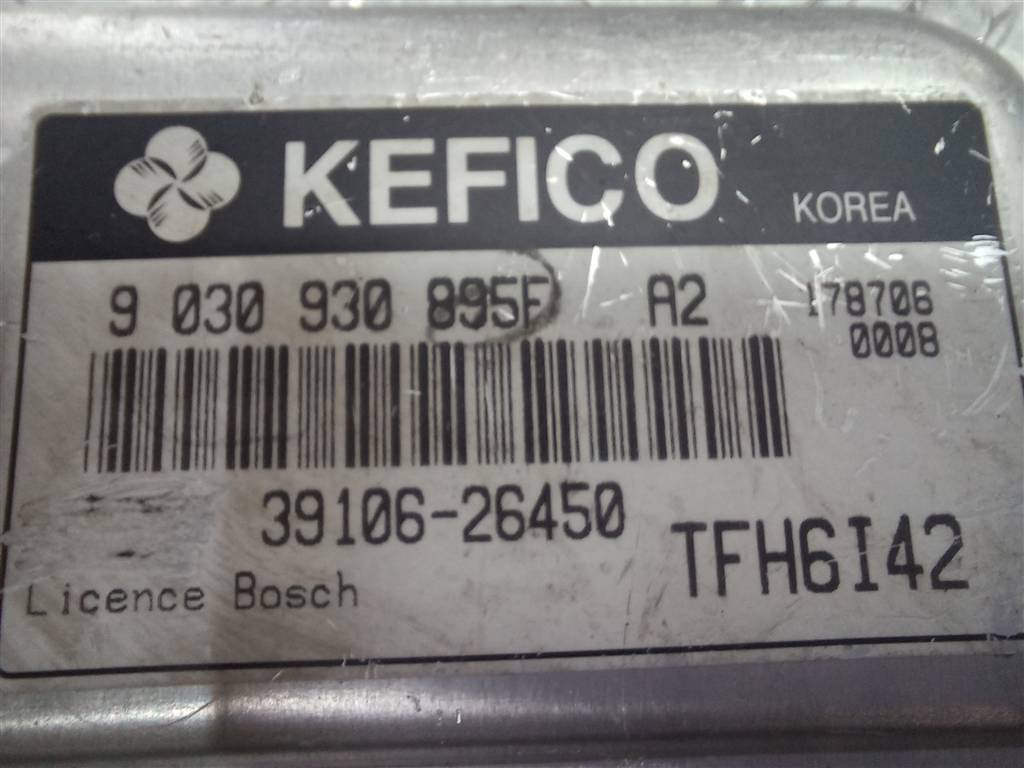 KEFICO KOREA
9 030 930 895F A2 178706
0008
39106-26450
TFH6I42
Licence Bosch